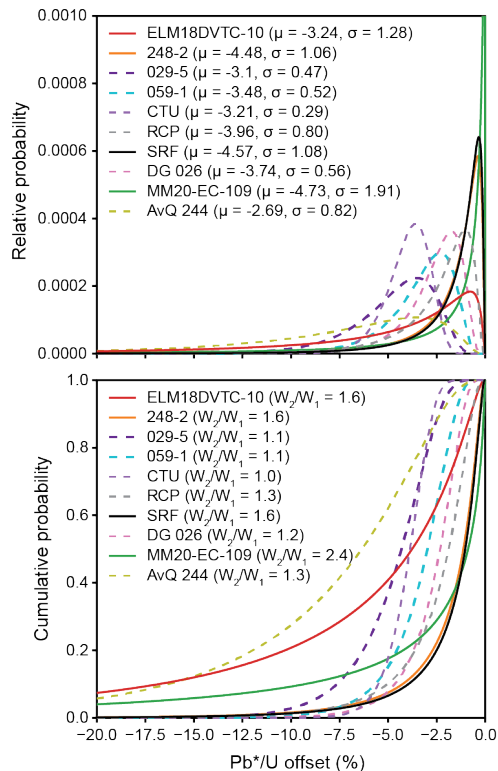 0.0010
0.0008
0.0006
0.0004
0.0002
0.0000
Relative probability
ELM18DVTC-10 (μ = -3.24, σ = 1.28)
248-2 (μ = -4.48, σ = 1.06)
029-5 (μ = -3.1, σ = 0.47)
059-1 (μ = -3.48, σ = 0.52)
CTU (μ = -3.21, σ = 0.29)
RCP (μ = -3.96, σ = 0.80)
SRF (μ = -4.57, σ = 1.08)
DG 026 (μ = -3.74, σ = 0.56)
MM20-EC-109 (μ = -4.73, σ = 1.91)
AvQ 244 (μ = -2.69, σ = 0.82)
1.0
0.8
0.6
0.4
0.2
0.0
Cumulative probability
ELM18DVTC-10 (W₂/W₁ = 1.6)
248-2 (W₂/W₁ = 1.6)
029-5 (W₂/W₁ = 1.1)
059-1 (W₂/W₁ = 1.1)
CTU (W₂/W₁ = 1.0)
RCP (W₂/W₁ = 1.3)
SRF (W₂/W₁ = 1.6)
DG 026 (W₂/W₁ = 1.2)
MM20-EC-109 (W₂/W₁ = 2.4)
AvQ 244 (W₂/W₁ = 1.3)
−20.0 −17.5 −15.0 −12.5 −10.0 −7.5 −5.0 −2.5 0.0
Pb*/U offset (%)